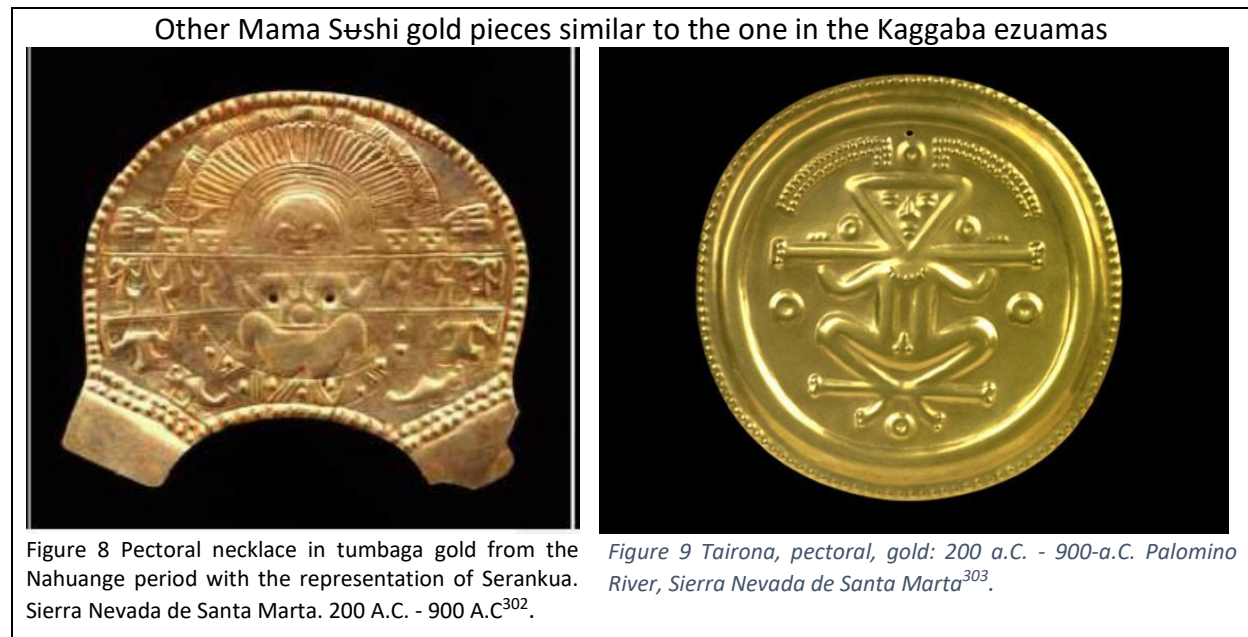 Other Mama Sʉshi gold pieces similar to the one in the Kaggaba ezuamas
Figure 8 Pectoral necklace in tumbaga gold from the
Nahuange period with the representation of Serankua.
Sierra Nevada de Santa Marta. 200 A.C. - 900 A.C302.
Figure 9 Tairona, pectoral, gold: 200 a.C. - 900-a.C. Palomino
River, Sierra Nevada de Santa Marta303.